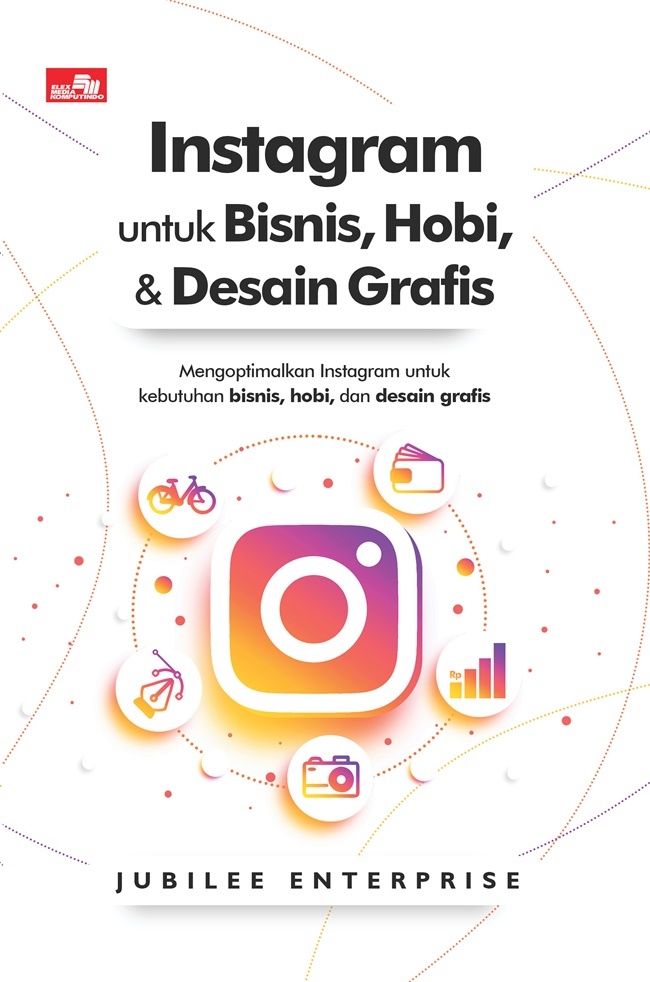 ELEX
MEDIA
KOMPUTINDO
Instagram
untuk Bisnis, Hobi,
& Desain Grafis
Mengoptimalkan Instagram untuk
kebutuhan bisnis, hobi, dan desain grafis
Rp
JUBILEE ENTERPRISE